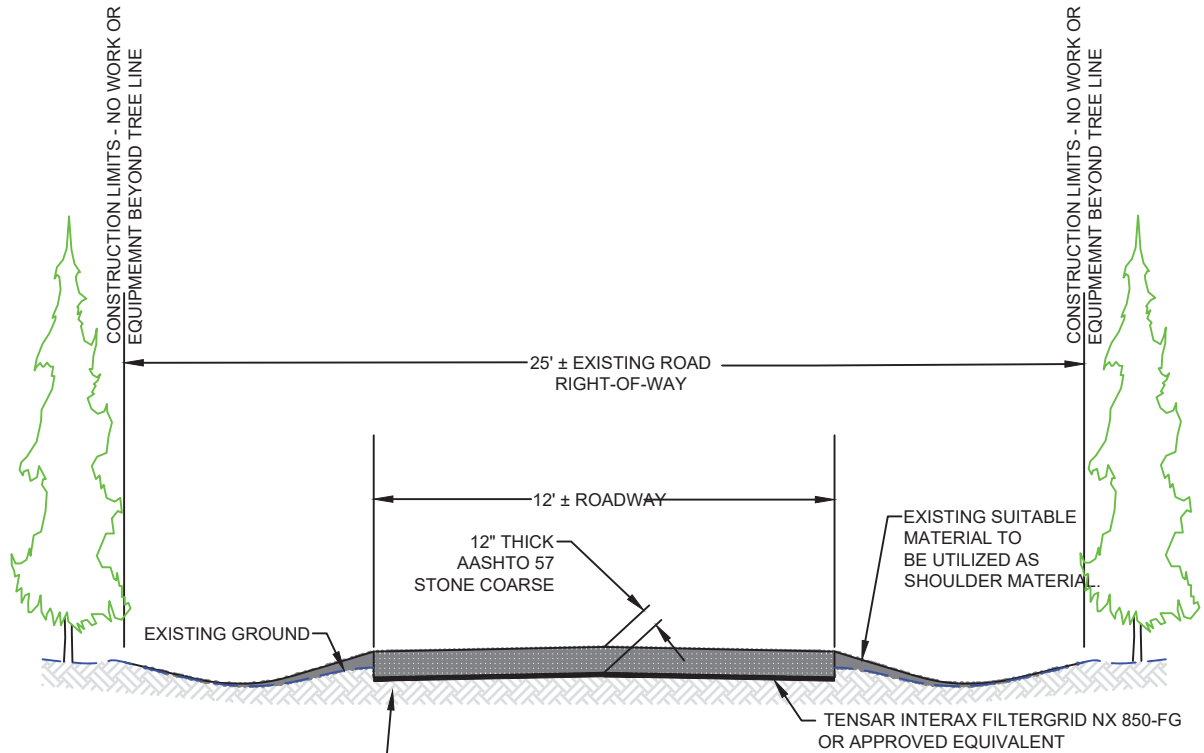 CONSTRUCTION LIMITS - NO WORK OR
EQUIPMEMNT BEYOND TREE LINE
CONSTRUCTION LIMITS - NO WORK OR
EQUIPMEMNT BEYOND TREE LINE
25' ± EXISTING ROAD
RIGHT-OF-WAY
12' ± ROADWAY
12" THICK
AASHTO 57
STONE COARSE
EXISTING SUITABLE
MATERIAL TO
BE UTILIZED AS
SHOULDER MATERIAL.
EXISTING GROUND
TENSAR INTERAX FILTERGRID NX 850-FG
OR APPROVED EQUIVALENT